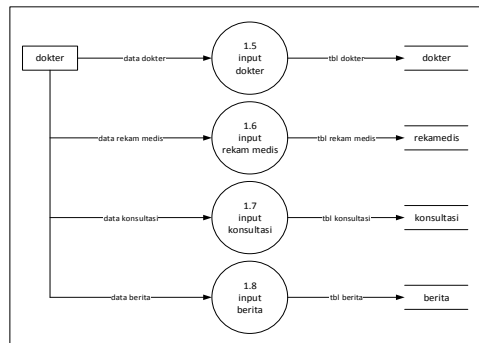 dokter
data dokter
1.5
input
dokter
tbl dokter
dokter
data rekam medis
1.6
input
rekam medis
tbl rekam medis
rekamedis
data konsultasi
1.7
input
konsultasi
tbl konsultasi
konsultasi
data berita
1.8
input
berita
tbl berita
berita